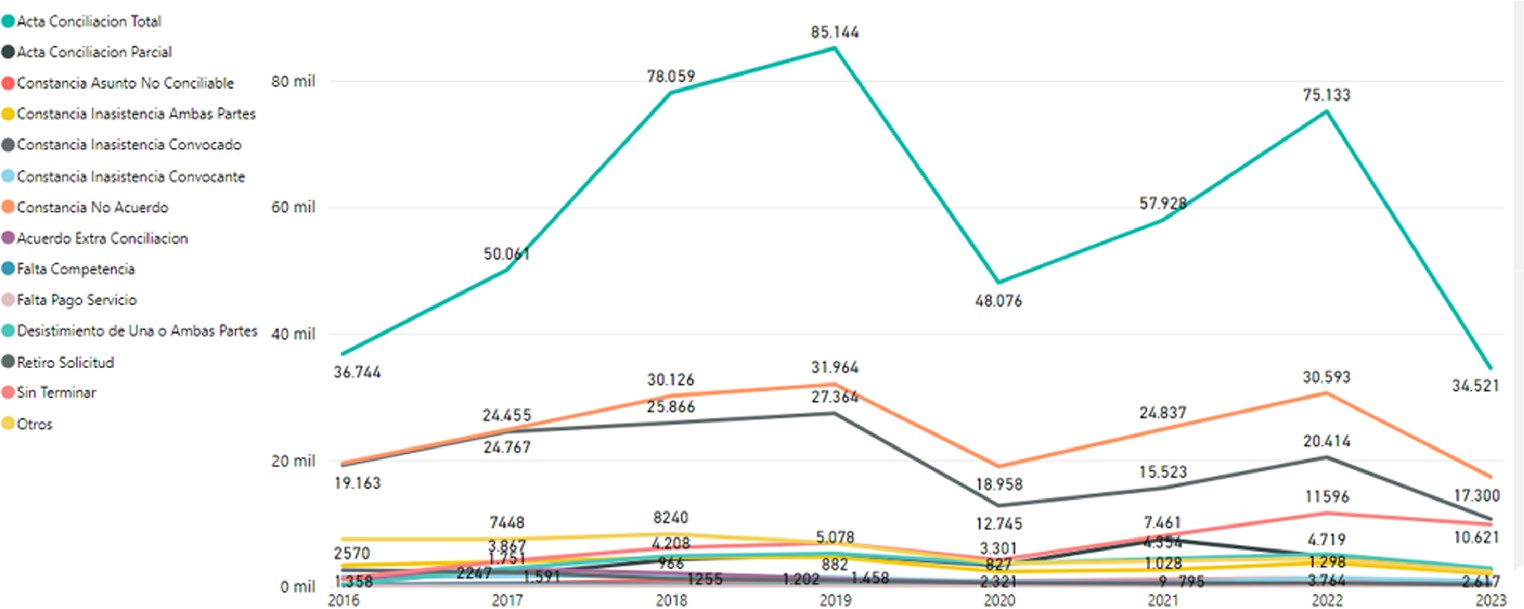 Acta Conciliacion Total
Acta Conciliacion Parcial
Constancia Asunto No Conciliable
Constancia Inasistencia Ambas Partes
Constancia Inasistencia Convocado
Constancia Inasistencia Convocante
Constancia No Acuerdo
Acuerdo Extra Conciliacion
Falta Competencia
Falta Pago Servicio
Desistimiento de Una o Ambas Partes
Retiro Solicitud
Sin Terminar
Otros
85.144
80 mil
78.059
75.133
60 mil
57.928
50.061
48.076
40 mil
36.744
34.521
31.964
30.126
30.593
27.364
25.866
24.455
24.837
24.767
20 mil
20.414
19.163
18.958
15.523
17.300
12.745
11596
10.621
7448
8240
7.461
5.078
4.719
3.867
4.208
3.301
4.354
2570
1.751
966
882
827
1.028
1.298
0 mil
1.358
2247
1.591
1255
1.202
1.458
2.321
795
3.764
2.617
2016 2017 2018 2019 2020 2021 2022 2023